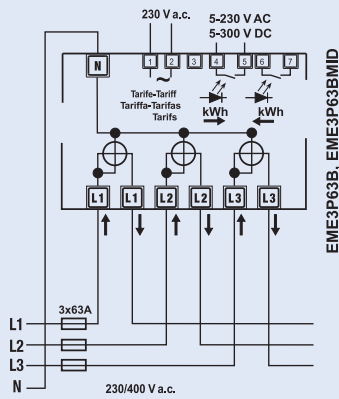 230 V a.c.
5-230 V AC
5-300 V DC
N
1
2
3
4
5
6
7
~
Tarife-Tariff
Tariffa-Tarifas
Tarifs
kWh
kWh
L1
L1
L2
L2
L3
L3
EME3P63B, EME3P63BMID
3x63A
L1
L2
L3
N
230/400 V a.c.